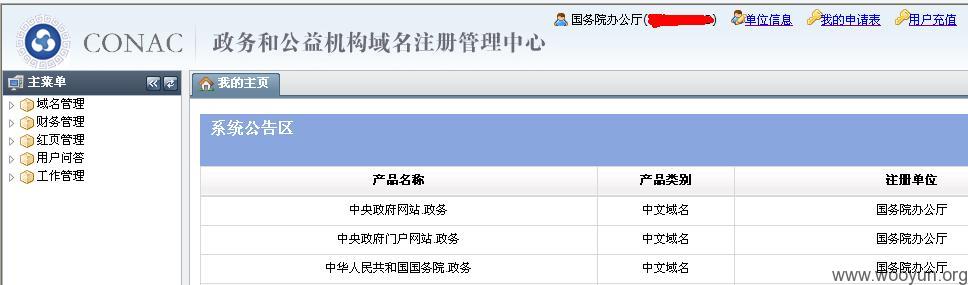 国务院办公厅( ) 单位信息 我的申请表 用户充值
CONAC 政务和公益机构域名注册管理中心
主菜单
我的主页
域名管理
财务管理
红页管理
用户问答
工作管理
系统公告区
产品名称 产品类别 注册单位
中央政府网站.政务 中文域名 国务院办公厅
中央政府门户网站.政务 中文域名 国务院办公厅
中华人民共和国国务院.政务 中文域名 国务院办公厅
www.wooyun.org